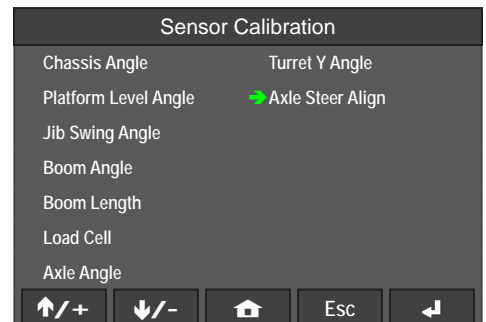 Sensor Calibration
Chassis Angle
Platform Level Angle
Jib Swing Angle
Boom Angle
Boom Length
Load Cell
Axle Angle
Turret Y Angle
Axle Steer Align
↑/+
↓/-
Esc